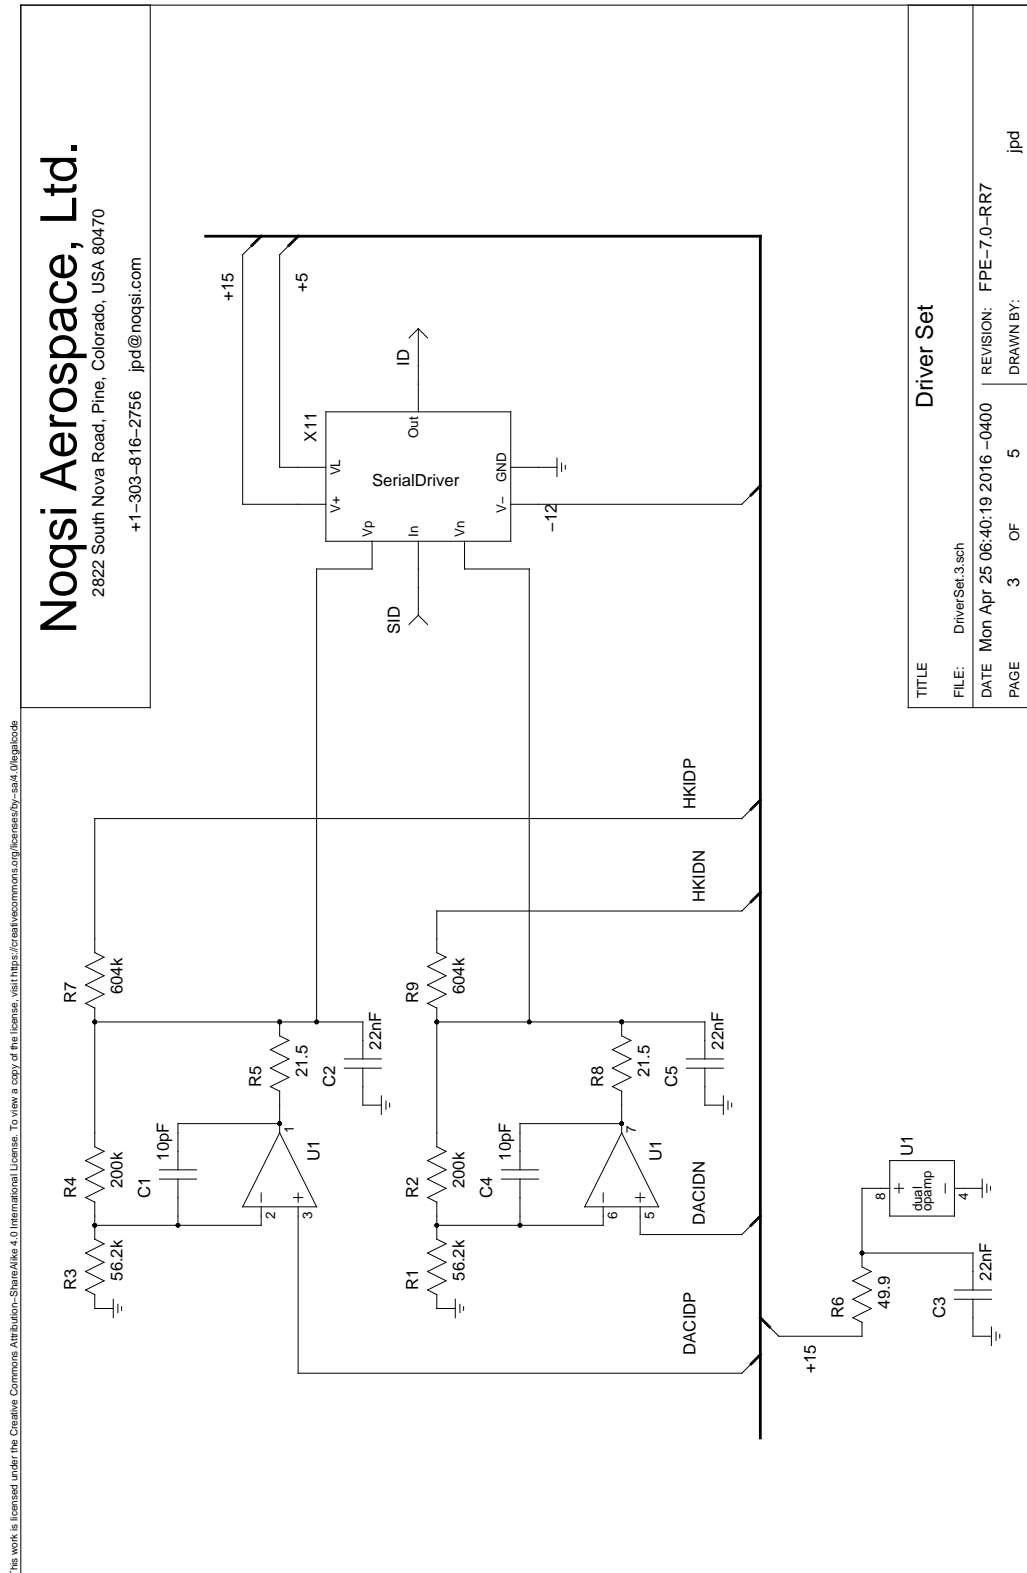 This work is licensed under the Creative Commons Attribution−ShareAlike 4.0 International License. To view a copy of the license, visit https://creativecommons.org/licenses/by−sa/4.0/legalcode
Noqsi Aerospace, Ltd.
2822 South Nova Road, Pine, Colorado, USA 80470
+1−303−816−2756 jpd@noqsi.com
R3
56.2k
R4
200k
C1
10pF
2
3
1
U1
R5
21.5
C2
22nF
R7
604k
R1
56.2k
R2
200k
C4
10pF
6
5
7
U1
R8
21.5
C5
22nF
R9
604k
DACIDP
DACIDN
HKIDN
HKIDP
SID
Vp
In
Vn
V+
VL
X11
SerialDriver
Out
V−
GND
−12
ID
+15
+5
+15
R6
49.9
C3
22nF
8
4
dual
opamp
U1
TITLE
Driver Set
FILE: DriverSet.3.sch
DATE Mon Apr 25 06:40:19 2016 −0400
REVISION: FPE−7.0−RR7
PAGE 3 OF 5
DRAWN BY: jpd